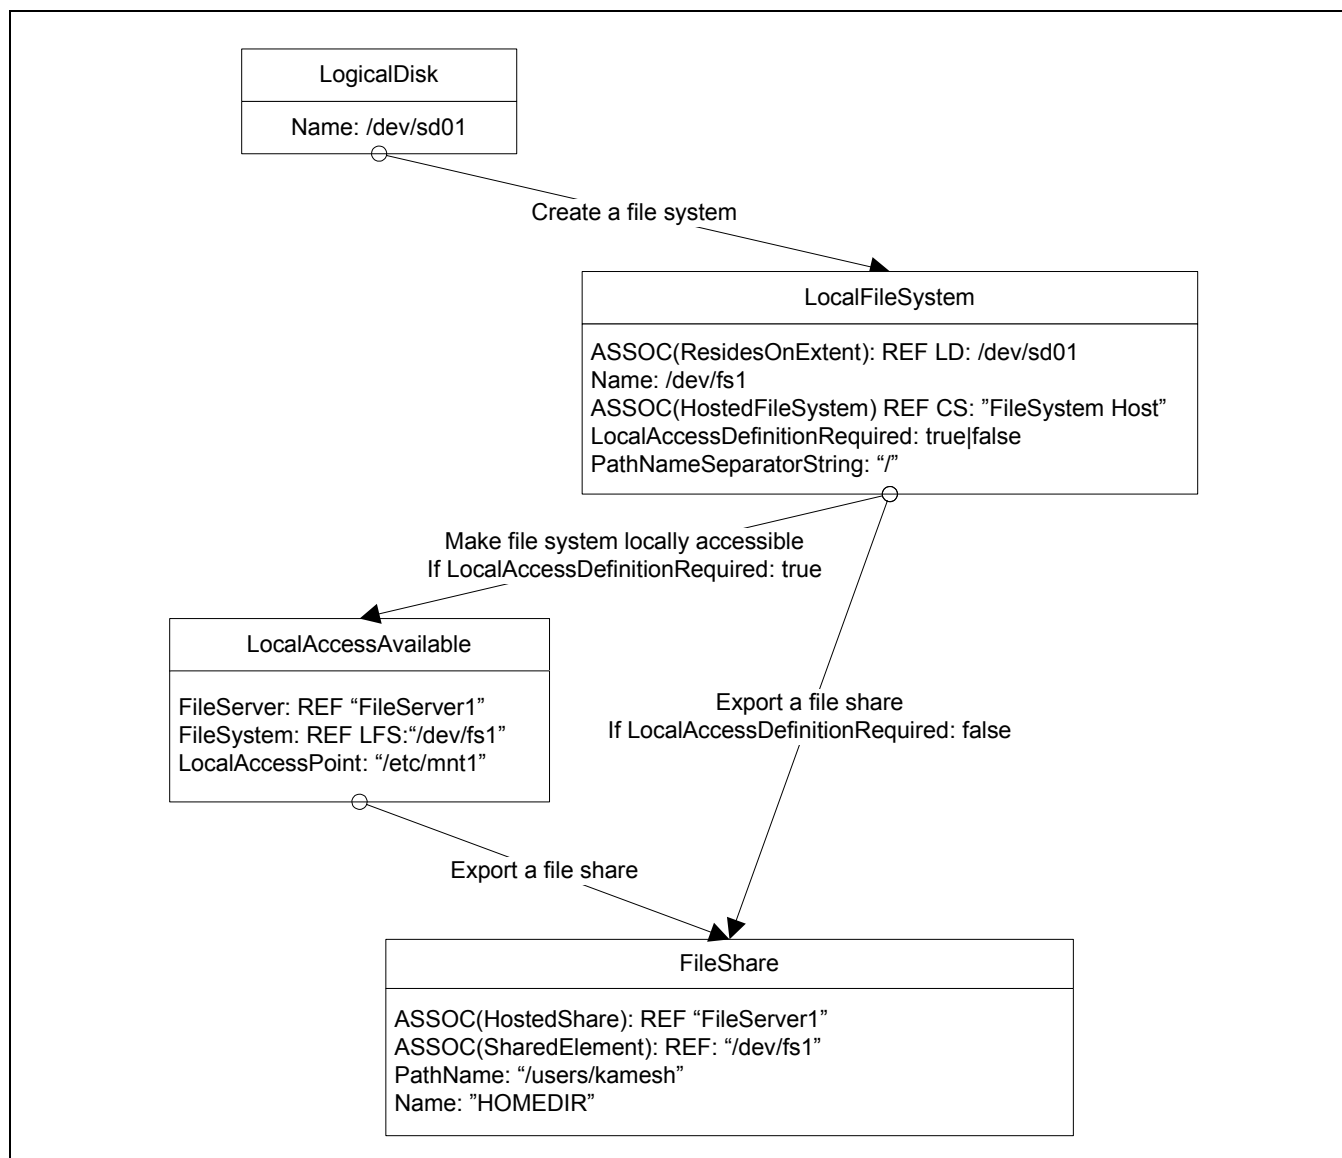 LogicalDisk
Name: /dev/sd01
Create a file system
LocalFileSystem
ASSOC(ResidesOnExtent): REF LD: /dev/sd01
Name: /dev/fs1
ASSOC(HostedFileSystem) REF CS: ”FileSystem Host”
LocalAccessDefinitionRequired: true|false
PathNameSeparatorString: “/”
Make file system locally accessible
If LocalAccessDefinitionRequired: true
LocalAccessAvailable
FileServer: REF “FileServer1”
FileSystem: REF LFS:“/dev/fs1”
LocalAccessPoint: “/etc/mnt1”
Export a file share
If LocalAccessDefinitionRequired: false
Export a file share
FileShare
ASSOC(HostedShare): REF “FileServer1”
ASSOC(SharedElement): REF: “/dev/fs1”
PathName: “/users/kamesh”
Name: ”HOMEDIR”